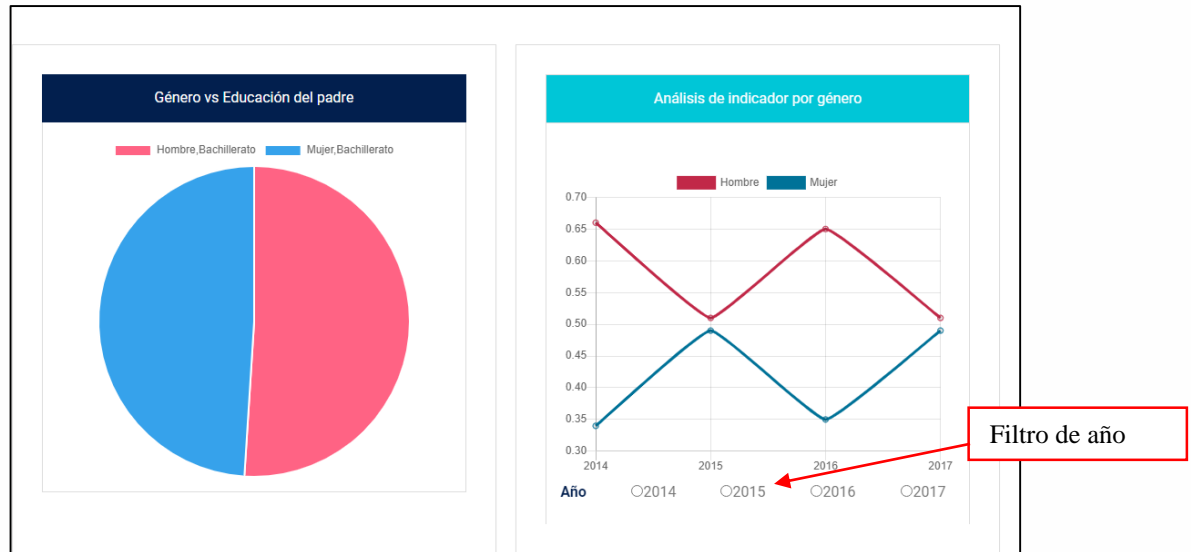 Género vs Educación del padre
Hombre,Bachillerato Mujer,Bachillerato
Análisis de indicador por género
Hombre Mujer
0.70
0.65
0.60
0.55
0.50
0.45
0.40
0.35
0.30
2014 2015 2016 2017
Año 2014 2015 2016 2017
Filtro de año